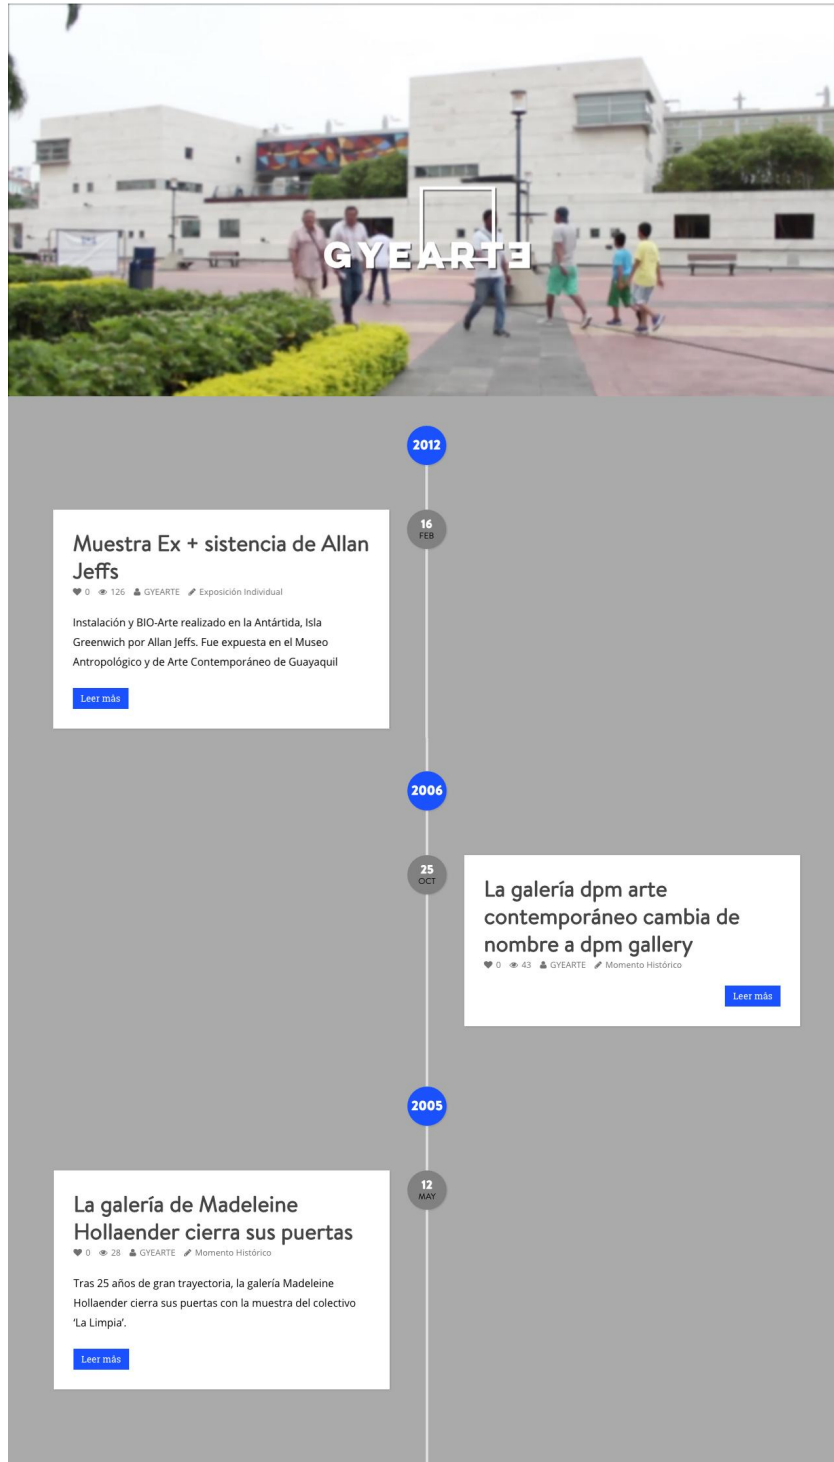 GYEARTE
2012
16
FEB
Muestra Ex + sistencia de Allan
Jeffs
0 126 GYEARTE Exposición Individual
Instalación y BIO-Arte realizado en la Antártida, Isla
Greenwich por Allan Jeffs. Fue expuesta en el Museo
Antropológico y de Arte Contemporáneo de Guayaquil
Leer más
2006
25
OCT
La galería dpm arte
contemporáneo cambia de
nombre a dpm gallery
0 43 GYEARTE Momento Histórico
Leer más
2005
12
MAY
La galería de Madeleine
Hollaender cierra sus puertas
0 28 GYEARTE Momento Histórico
Tras 25 años de gran trayectoria, la galería Madeleine
Hollaender cierra sus puertas con la muestra del colectivo
‘La Limpia’.
Leer más